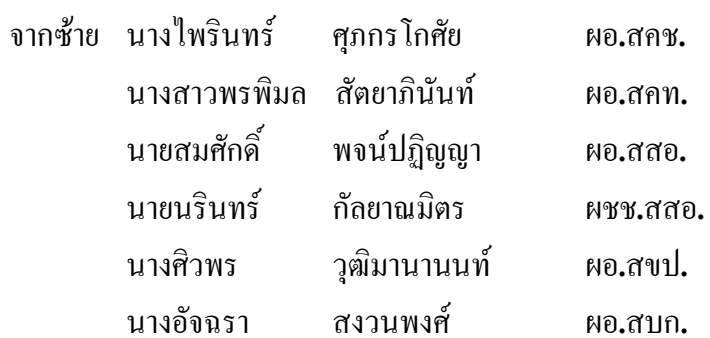 จากซ้าย นางไพรินทร์ ศุภกรโกศัย ผอ.สคช.
นางสาวพรพิมล สัตยาภินันท์ ผอ.สคท.
นายสมศักดิ์ พจน์ปฏิญญา ผอ.สสอ.
นายนรินทร์ กัลยาณมิตร ผชช.สสอ.
นางศิวพร วุฒิมานานนท์ ผอ.สขป.
นางอัจฉรา สงวนพงศ์ ผอ.สบก.